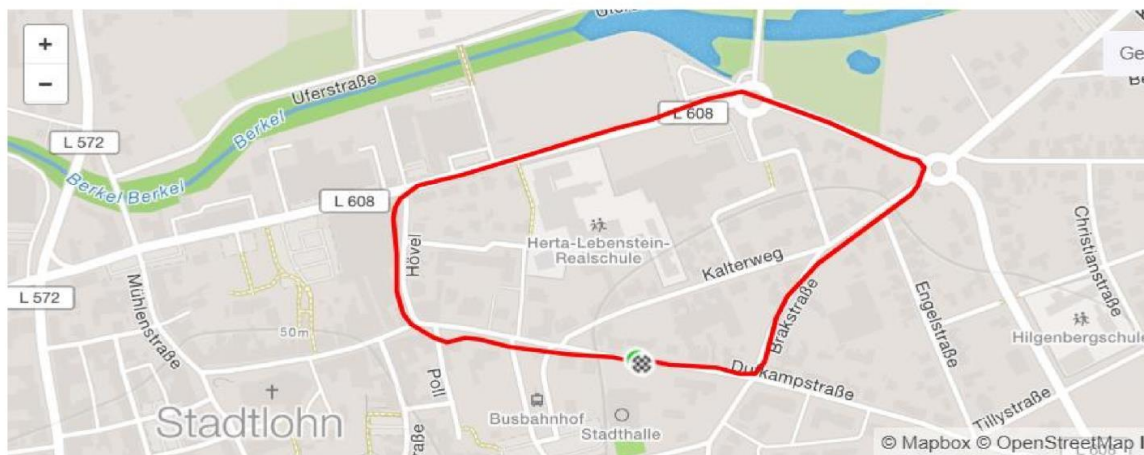 +
−
Uferstraße
Ge
L 572
Berkel
L 608
Berkel Berkel
L 608
Herta-Lebenstein-
Realschule
Hövel
Kalterweg
Christianstraße
L 572
Mühlenstraße
50m
Brakstraße
Engelstraße
Hilgenbergschule
Poll
Dufkampstraße
Busbahnhof
Stadtlohn
Stadthalle
Tillystraße
© Mapbox © OpenStreetMap